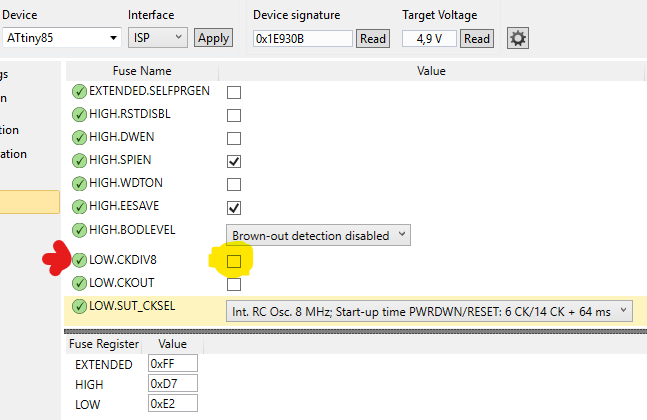 Device Interface Device signature Target Voltage
ATtiny85 ISP Apply 0x1E930B Read 4,9 V Read
Fuse Name Value
gs
EXTENDED.SELFPRGEN
n
HIGH.RSTDISBL
HIGH.DWEN
tion
HIGH.SPIEN
ation
HIGH.WDTON
HIGH.EESAVE
HIGH.BODLEVEL Brown-out detection disabled
LOW.CKDIV8
LOW.CKOUT
LOW.SUT_CKSEL Int. RC Osc. 8 MHz; Start-up time PWRDWN/RESET: 6 CK/14 CK + 64 ms
Fuse Register Value
EXTENDED 0xFF
HIGH 0xD7
LOW 0xE2